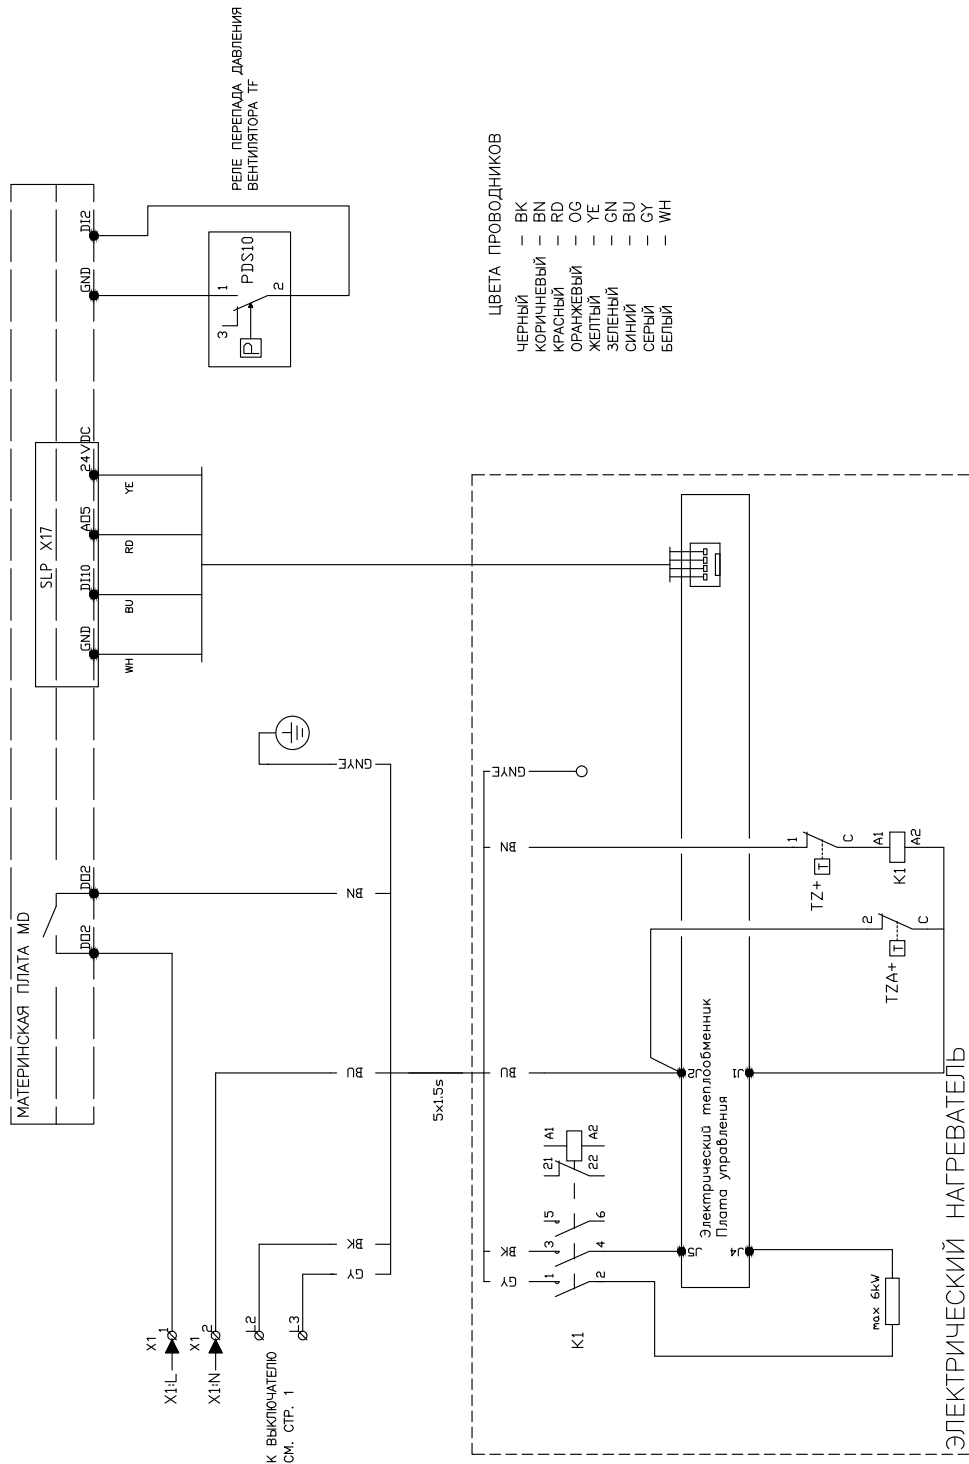 МАТЕРИНСКАЯ ПЛАТА MD
DO2
DO2
SLP X17
GND
DI10
AO5
24VDC
WH
BU
RD
YE
GND
DI2
РЕЛЕ ПЕРЕПАДА ДАВЛЕНИЯ
ВЕНТИЛЯТОРА TF
PDS10
1
2
3
P
X1:L
X1
1
X1:N
X1
2
L2
L3
К ВЫКЛЮЧАТЕЛЮ
СМ. СТР. 1
GY
BK
BU
BN
GNYE
5x1.5s
ЦВЕТА ПРОВОДНИКОВ
ЧЕРНЫЙ – BK
КОРИЧНЕВЫЙ – BN
КРАСНЫЙ – RD
ОРАНЖЕВЫЙ – OG
ЖЕЛТЫЙ – YE
ЗЕЛЕНЫЙ – GN
СИНИЙ – BU
СЕРЫЙ – GY
БЕЛЫЙ – WH
GY
BK
BU
BN
GNYE
K1
1
2
3
4
5
6
21
22
A1
A2
J5
J4
J2
J1
Электрический теплообменник
Плата управления
max 6kW
TZA+
T
2
C
TZ+
T
1
C
K1
A1
A2
ЭЛЕКТРИЧЕСКИЙ НАГРЕВАТЕЛЬ